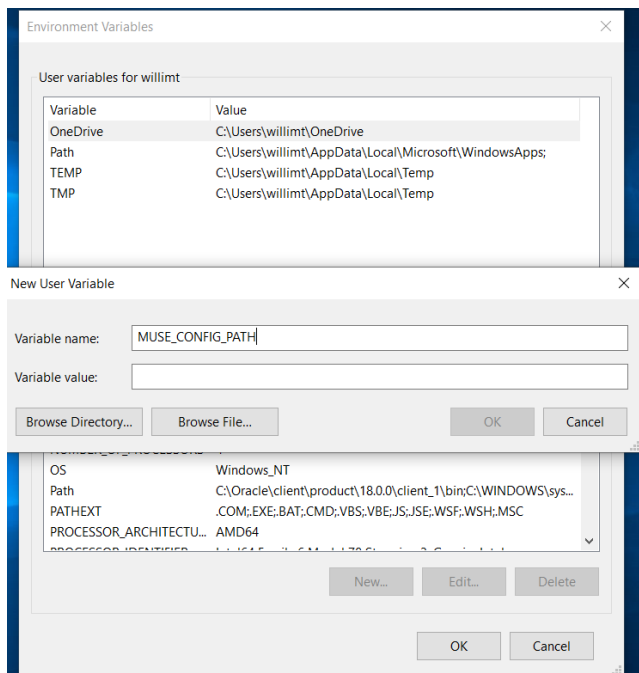 Environment Variables
User variables for willimt
Variable Value
OneDrive C:\Users\willimt\OneDrive
Path C:\Users\willimt\AppData\Local\Microsoft\WindowsApps;
TEMP C:\Users\willimt\AppData\Local\Temp
TMP C:\Users\willimt\AppData\Local\Temp
New User Variable
Variable name: MUSE_CONFIG_PATH
Variable value:
Browse Directory... Browse File... OK Cancel
OS Windows_NT
Path C:\Oracle\client\product\18.0.0\client_1\bin;C:\WINDOWS\sys...
PATHEXT .COM;.EXE;.BAT;.CMD;.VBS;.VBE;.JS;.JSE;.WSF;.WSH;.MSC
PROCESSOR_ARCHITECTU... AMD64
New... Edit... Delete
OK Cancel